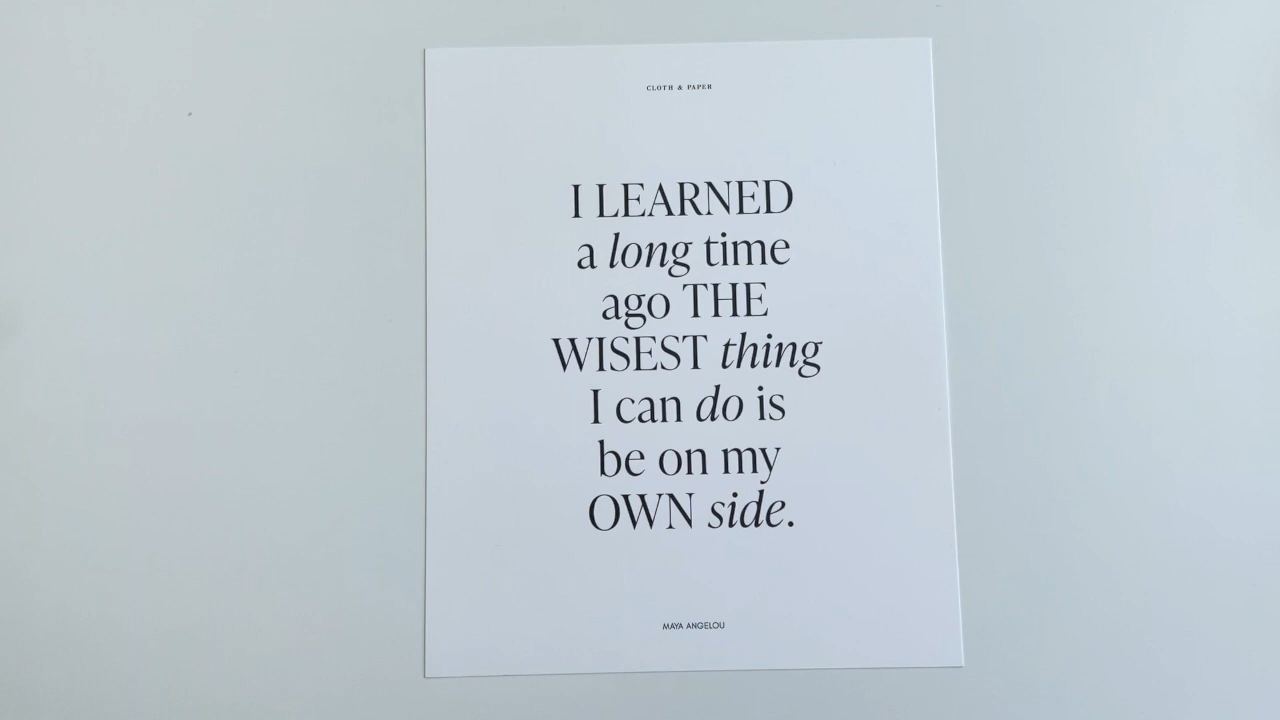 CLOTH & PAPER
I LEARNED
a long time
ago THE
WISEST thing
I can do is
be on my
OWN side.
MAYA ANGELOU